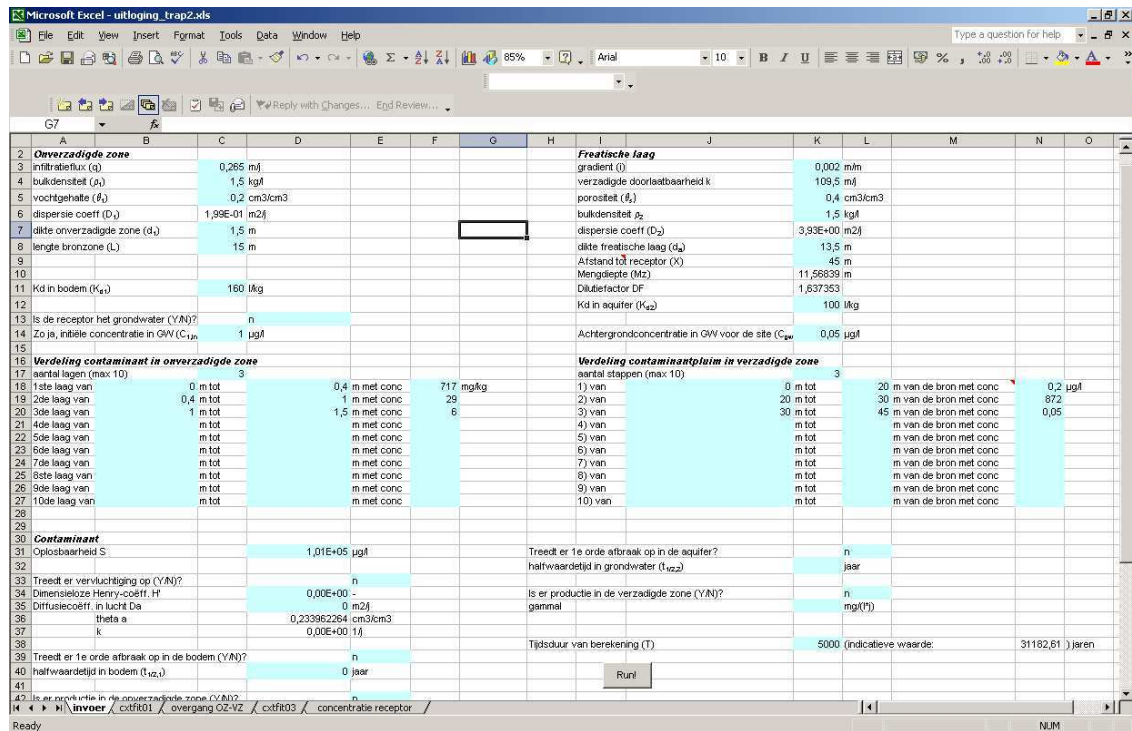 Microsoft Excel - uitloging_trap2.xls
File Edit View Insert Format Tools Data Window Help Type a question for help
85% Arial 10 B I U
Reply with Changes... End Review...
G7 fx
A B C D E F G H I J K L M N O
2 Onverzadigde zone Freatische laag
3 infiltratieflux (q) 0,265 m/j gradient (i) 0,002 m/m
4 bulkdensiteit (ρ1) 1,5 kg/l verzadigde doorlaatbaarheid k 109,5 m/j
5 vochtgehalte (θ1) 0,2 cm3/cm3 porositeit (θs) 0,4 cm3/cm3
6 dispersie coeff (D1) 1,99E-01 m2/j bulkdensiteit ρ2 1,5 kg/l
7 dikte onverzadigde zone (d1) 1,5 m dispersie coeff (D2) 3,93E+00 m2/j
8 lengte bronzone (L) 15 m dikte freatische laag (da) 13,5 m
9 Afstand tot receptor (X) 45 m
10 Mengdiepte (Mz) 11,56839 m
11 Kd in bodem (Kd1) 160 l/kg Dilutiefactor DF 1,637353
12 Kd in aquifer (Kd2) 100 l/kg
13 Is de receptor het grondwater (Y/N)? n
14 Zo ja, initiële concentratie in GW (C1,in 1 µg/l Achtergrondconcentratie in GW voor de site (Cgw 0,05 µg/l
15
16 Verdeling contaminant in onverzadigde zone Verdeling contaminantpluim in verzadigde zone
17 aantal lagen (max 10) 3 aantal stappen (max 10) 3
18 1ste laag van 0 m tot 0,4 m met conc 717 mg/kg 1) van 0 m tot 20 m van de bron met conc 0,2 µg/l
19 2de laag van 0,4 m tot 1 m met conc 29 2) van 20 m tot 30 m van de bron met conc 872
20 3de laag van 1 m tot 1,5 m met conc 6 3) van 30 m tot 45 m van de bron met conc 0,05
21 4de laag van m tot m met conc 4) van m tot m van de bron met conc
22 5de laag van m tot m met conc 5) van m tot m van de bron met conc
23 6de laag van m tot m met conc 6) van m tot m van de bron met conc
24 7de laag van m tot m met conc 7) van m tot m van de bron met conc
25 8ste laag van m tot m met conc 8) van m tot m van de bron met conc
26 9de laag van m tot m met conc 9) van m tot m van de bron met conc
27 10de laag van m tot m met conc 10) van m tot m van de bron met conc
28
29
30 Contaminant
31 Oplosbaarheid S 1,01E+05 µg/l Treedt er 1e orde afbraak op in de aquifer? n
32 halfwaardetijd in grondwater (t1/2,2) jaar
33 Treedt er vervluchtiging op (Y/N)? n
34 Dimensieloze Henry-coëff. H' 0,00E+00 - Is er productie in de verzadigde zone (Y/N)? n
35 Diffusiecoëff. in lucht Da 0 m2/j gammal mg/(l*j)
36 theta a 0,233962264 cm3/cm3
37 k 0,00E+00 1/j
38 Tijdsduur van berekening (T) 5000 (indicatieve waarde: 31182,61 ) jaren
39 Treedt er 1e orde afbraak op in de bodem (Y/N)? n
40 halfwaardetijd in bodem (t1/2,1) 0 jaar Run!
41
42 Is er productie in de onverzadigde zone (Y/N)? n
invoer cxtfit01 overgang OZ-VZ cxtfit03 concentratie receptor
Ready NUM